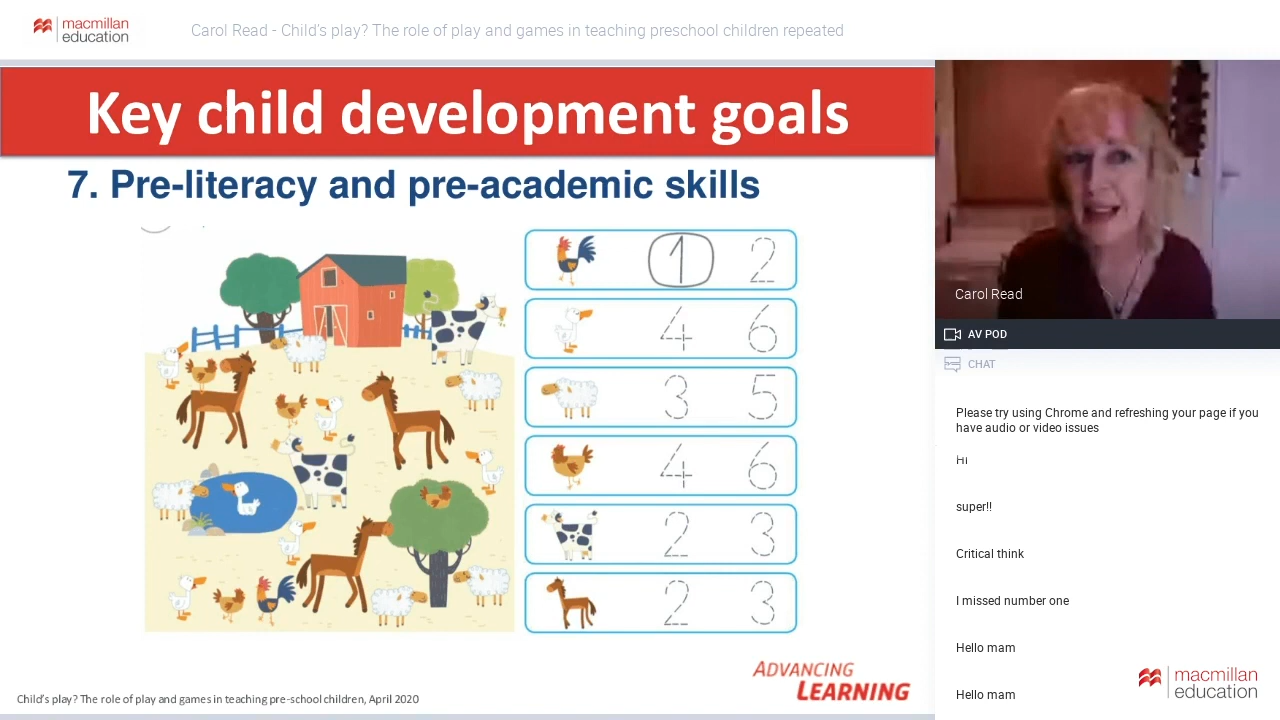 macmillan
education
Carol Read - Child's play? The role of play and games in teaching preschool children repeated
Key child development goals
7. Pre-literacy and pre-academic skills
1 2
4 6
3 5
4 6
2 3
2 3
ADVANCING
LEARNING
Child's play? The role of play and games in teaching pre-school children, April 2020
Carol Read
AV POD
CHAT
Please try using Chrome and refreshing your page if you
have audio or video issues
Hi
super!!
Critical think
I missed number one
Hello mam
Hello mam
macmillan
education